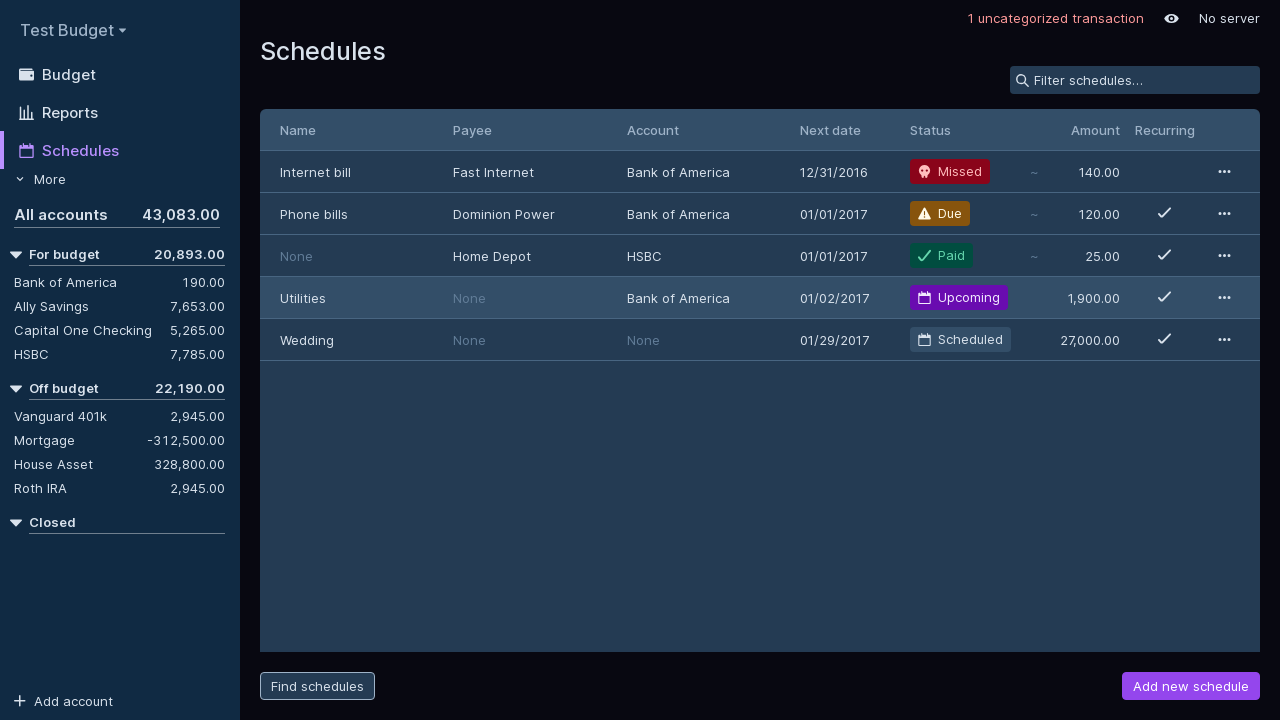 Test Budget
Budget
Reports
Schedules
More
All accounts 43,083.00
For budget 20,893.00
Bank of America 190.00
Ally Savings 7,653.00
Capital One Checking 5,265.00
HSBC 7,785.00
Off budget 22,190.00
Vanguard 401k 2,945.00
Mortgage -312,500.00
House Asset 328,800.00
Roth IRA 2,945.00
Closed
Add account
1 uncategorized transaction No server
Schedules
Filter schedules…
Name Payee Account Next date Status Amount Recurring
Internet bill Fast Internet Bank of America 12/31/2016 Missed ~ 140.00
Phone bills Dominion Power Bank of America 01/01/2017 Due ~ 120.00
None Home Depot HSBC 01/01/2017 Paid ~ 25.00
Utilities None Bank of America 01/02/2017 Upcoming 1,900.00
Wedding None None 01/29/2017 Scheduled 27,000.00
Find schedules Add new schedule